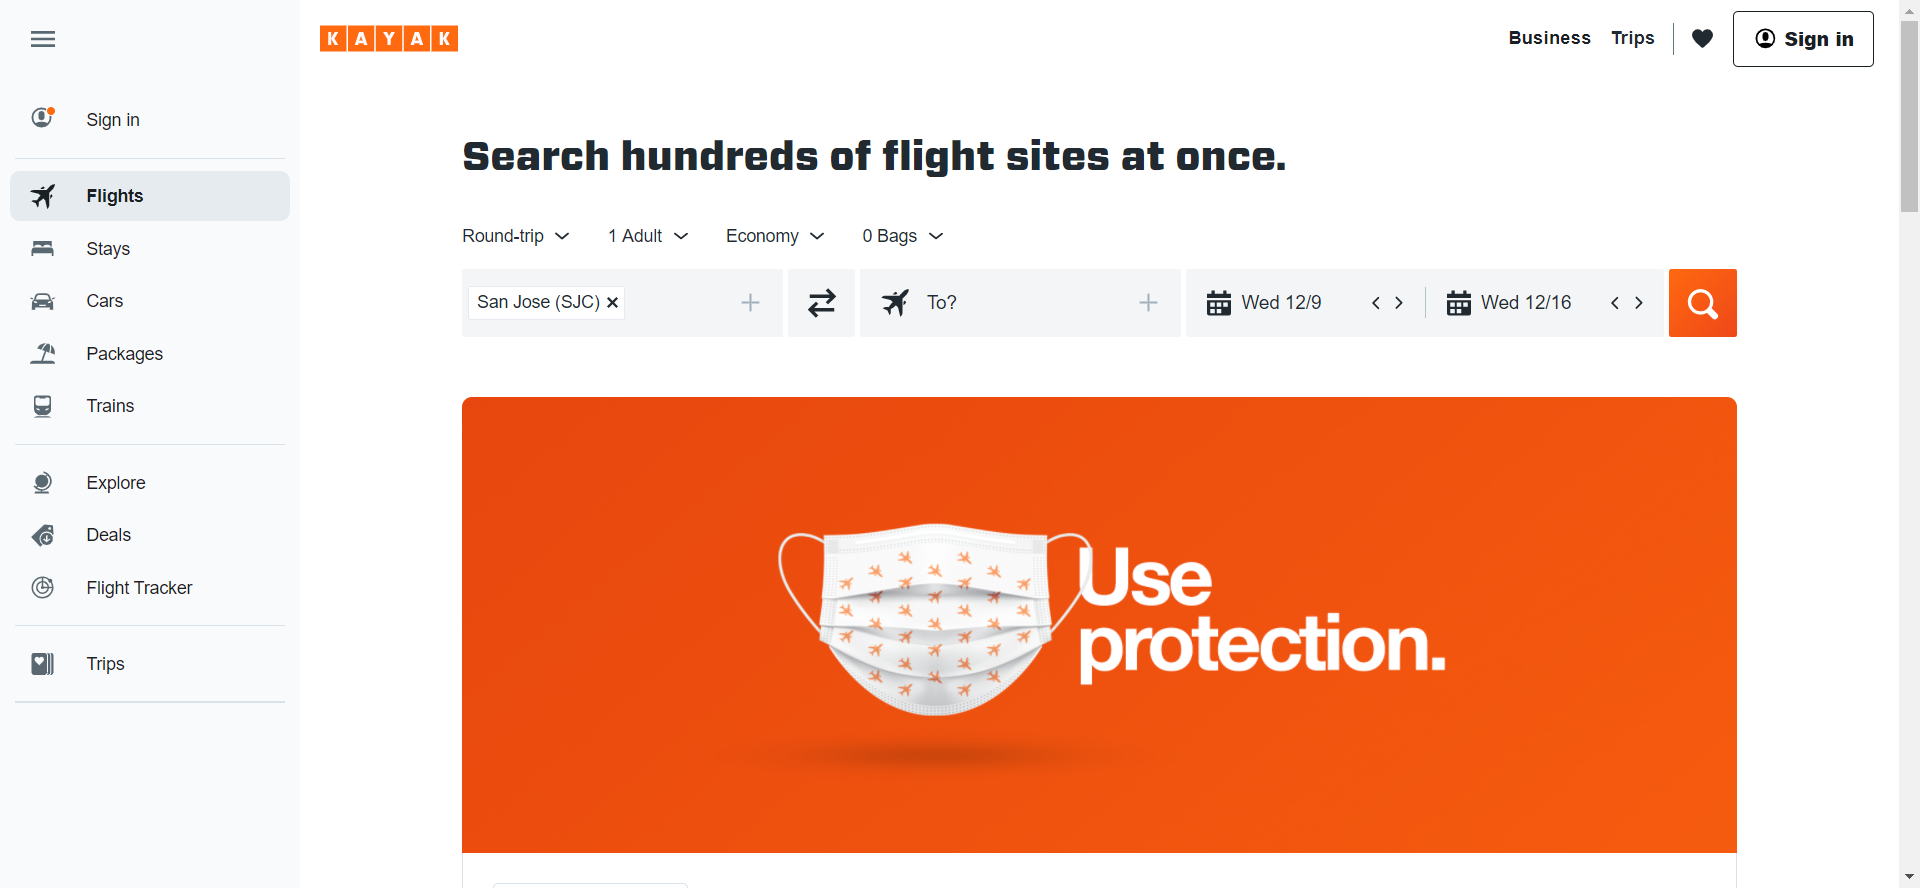 KAYAK
Business
Trips
Sign in
Sign in
Flights
Stays
Cars
Packages
Trains
Explore
Deals
Flight Tracker
Trips
Search hundreds of flight sites at once.
Round-trip
1 Adult
Economy
0 Bags
San Jose (SJC)
To?
Wed 12/9
Wed 12/16
Use
protection.